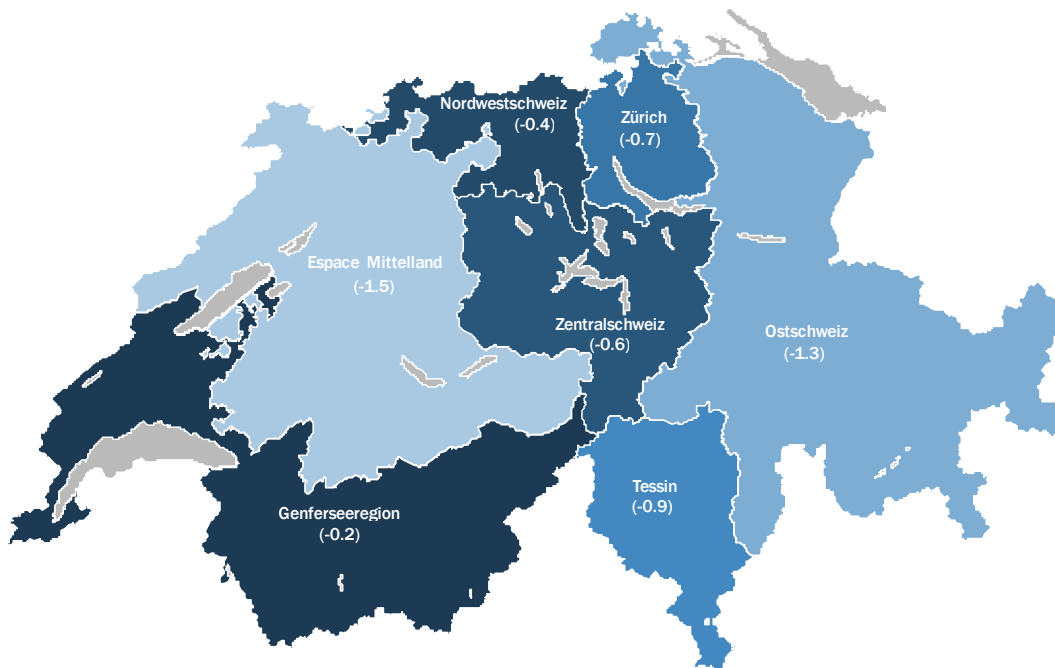 Nordwestschweiz
(-0.4)
Zürich
(-0.7)
Espace Mittelland
(-1.5)
Zentralschweiz
(-0.6)
Ostschweiz
(-1.3)
Tessin
(-0.9)
Genferseeregion
(-0.2)